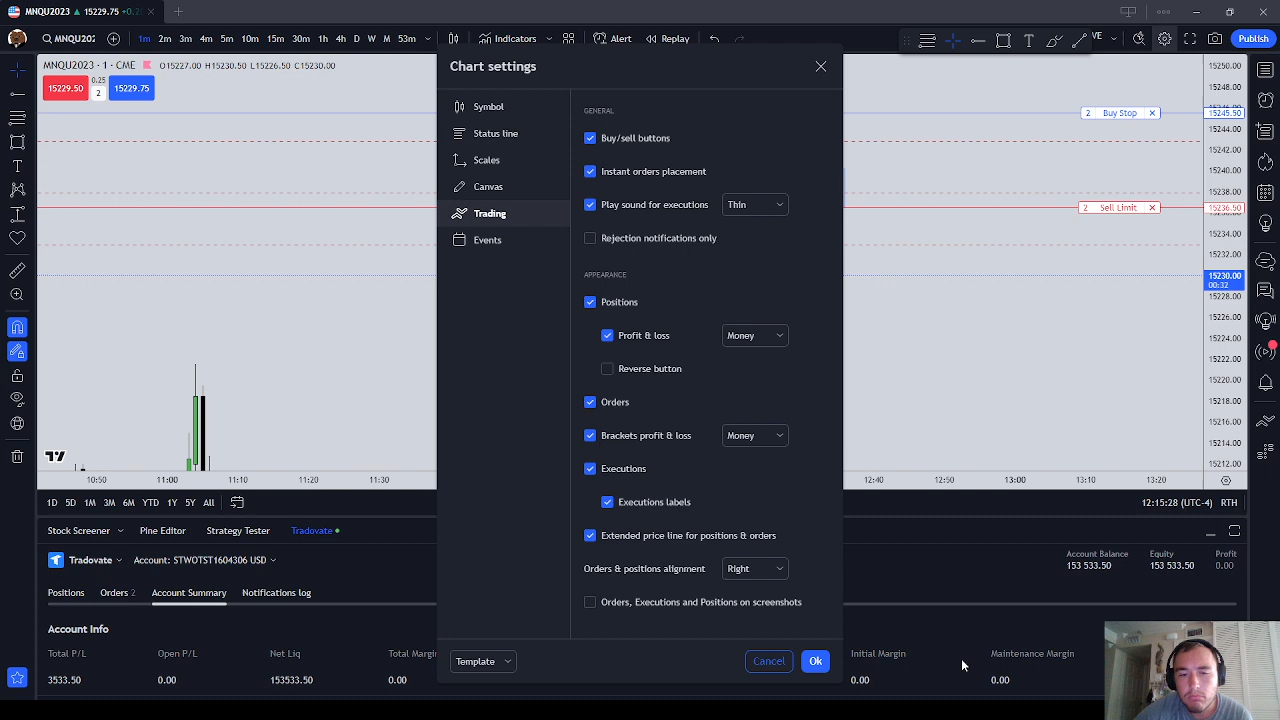 MNQU2023 ▲ 15229.75 +0.2
MNQU202 1m 2m 3m 4m 5m 10m 15m 30m 1h 4h D W M 53m Indicators Alert Replay VE Publish
MNQU2023 · 1 · CME O15227.00 H15230.50 L15226.50 C15230.00
15229.50 0.25 2 15229.75
Chart settings
Symbol
Status line
Scales
Canvas
Trading
Events
GENERAL
Buy/sell buttons
Instant orders placement
Play sound for executions Thin
Rejection notifications only
APPEARANCE
Positions
Profit & loss Money
Reverse button
Orders
Brackets profit & loss Money
Executions
Executions labels
Extended price line for positions & orders
Orders & positions alignment Right
Orders, Executions and Positions on screenshots
Template Cancel Ok
2 Buy Stop
2 Sell Limit
15250.00
15248.00
15245.50
15244.00
15242.00
15240.00
15238.00
15236.50
15234.00
15232.00
15230.00
00:32
15228.00
15226.00
15224.00
15222.00
15220.00
15218.00
15216.00
15214.00
15212.00
10:50 11:00 11:10 11:20 11:30 12:40 12:50 13:00 13:10 13:20
1D 5D 1M 3M 6M YTD 1Y 5Y All 12:15:28 (UTC-4) RTH
Stock Screener Pine Editor Strategy Tester Tradovate
Tradovate Account: STWOTST1604306 USD
Account Balance Equity Profit
153 533.50 153 533.50 0.00
Positions Orders 2 Account Summary Notifications log
Account Info
Total P/L Open P/L Net Liq Total Margin Initial Margin Maintenance Margin
3533.50 0.00 153533.50 0.00 0.00 0.00